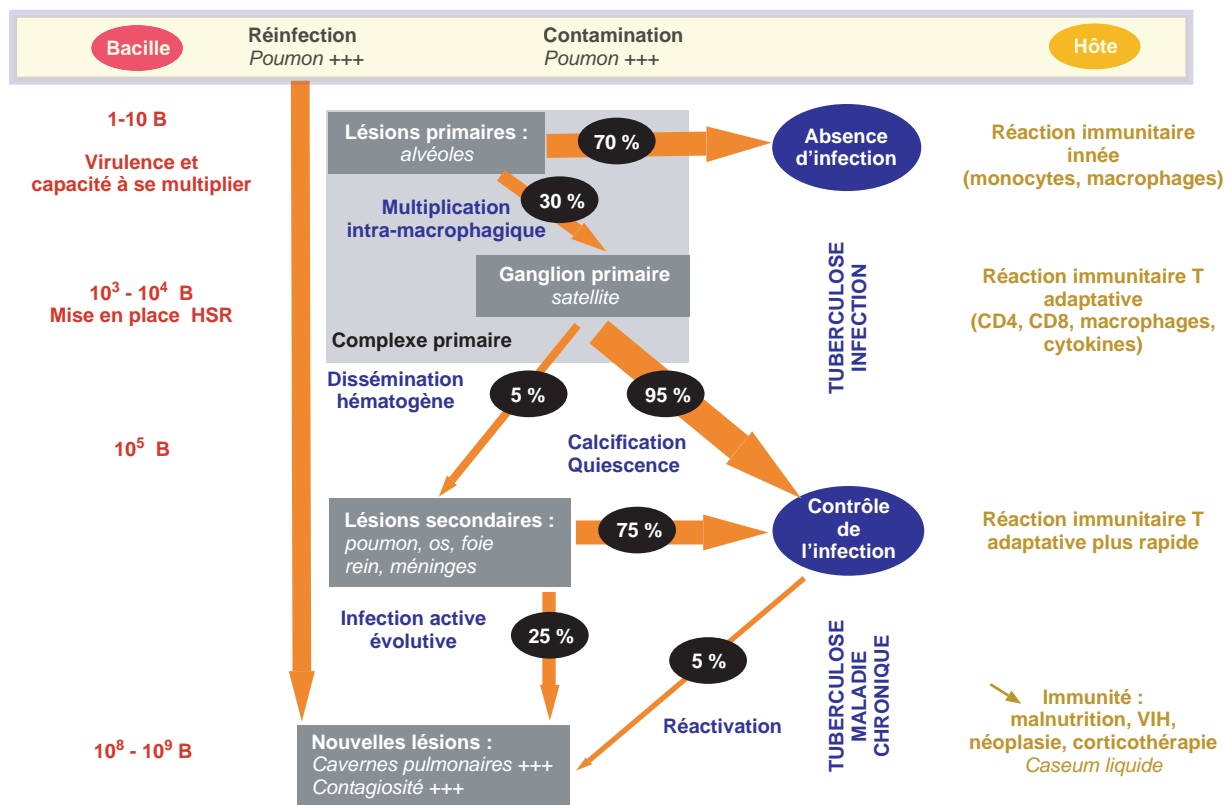 Bacille
Réinfection
Poumon +++
Contamination
Poumon +++
Hôte
1-10 B
Virulence et
capacité à se multiplier
Lésions primaires :
alvéoles
70 %
Absence
d’infection
Réaction immunitaire
innée
(monocytes, macrophages)
30 %
Multiplication
intra-macrophagique
10³ - 10⁴ B
Mise en place HSR
Ganglion primaire
satellite
Complexe primaire
TUBERCULOSE
INFECTION
Réaction immunitaire T
adaptative
(CD4, CD8, macrophages,
cytokines)
Dissémination
hématogène
5 %
95 %
10⁵ B
Calcification
Quiescence
Lésions secondaires :
poumon, os, foie
rein, méninges
75 %
Contrôle
de
l’infection
Réaction immunitaire T
adaptative plus rapide
Infection active
évolutive
25 %
5 %
Réactivation
TUBERCULOSE
MALADIE
CHRONIQUE
Immunité :
malnutrition, VIH,
néoplasie, corticothérapie
Caseum liquide
10⁸ - 10⁹ B
Nouvelles lésions :
Cavernes pulmonaires +++
Contagiosité +++